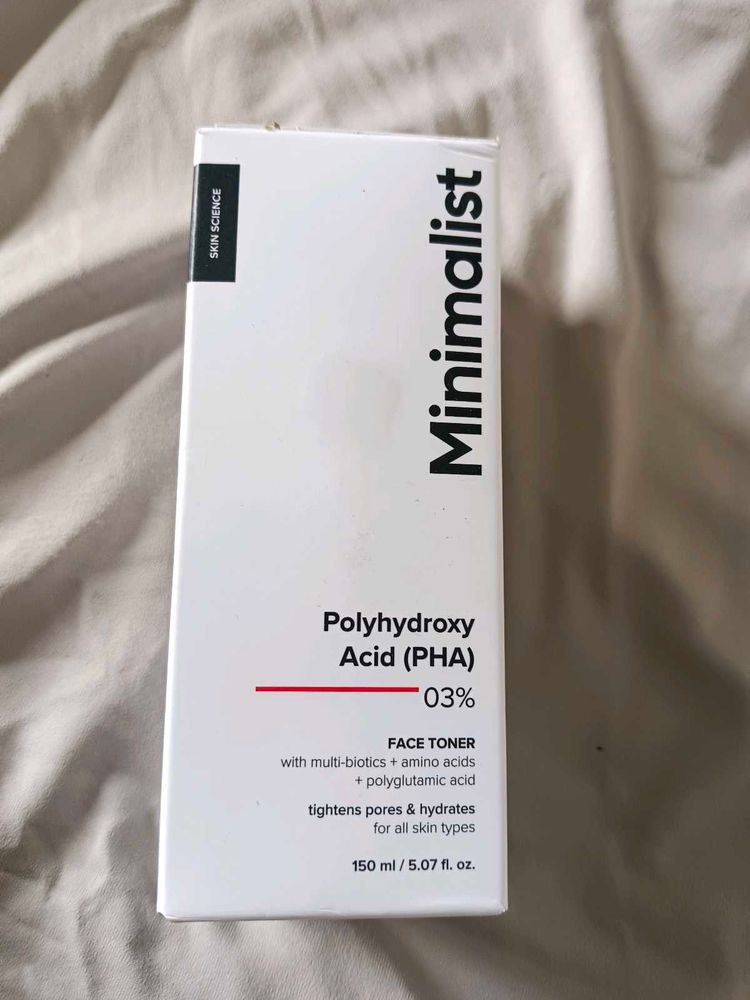 SKIN SCIENCE
Minimalist
Polyhydroxy
Acid (PHA)
03%
FACE TONER
with multi-biotics + amino acids
+ polyglutamic acid
tightens pores & hydrates
for all skin types
150 ml / 5.07 fl. oz.